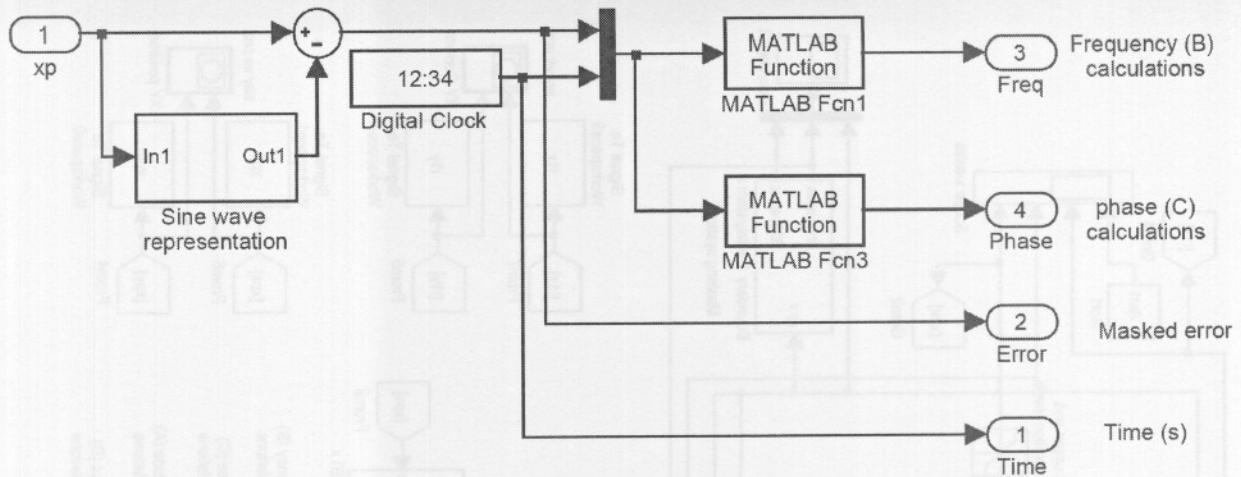 1
xp
+
−
In1
Out1
Sine wave
representation
12:34
Digital Clock
MATLAB
Function
MATLAB Fcn1
3
Freq
Frequency (B)
calculations
MATLAB
Function
MATLAB Fcn3
4
Phase
phase (C)
calculations
2
Error
Masked error
1
Time
Time (s)